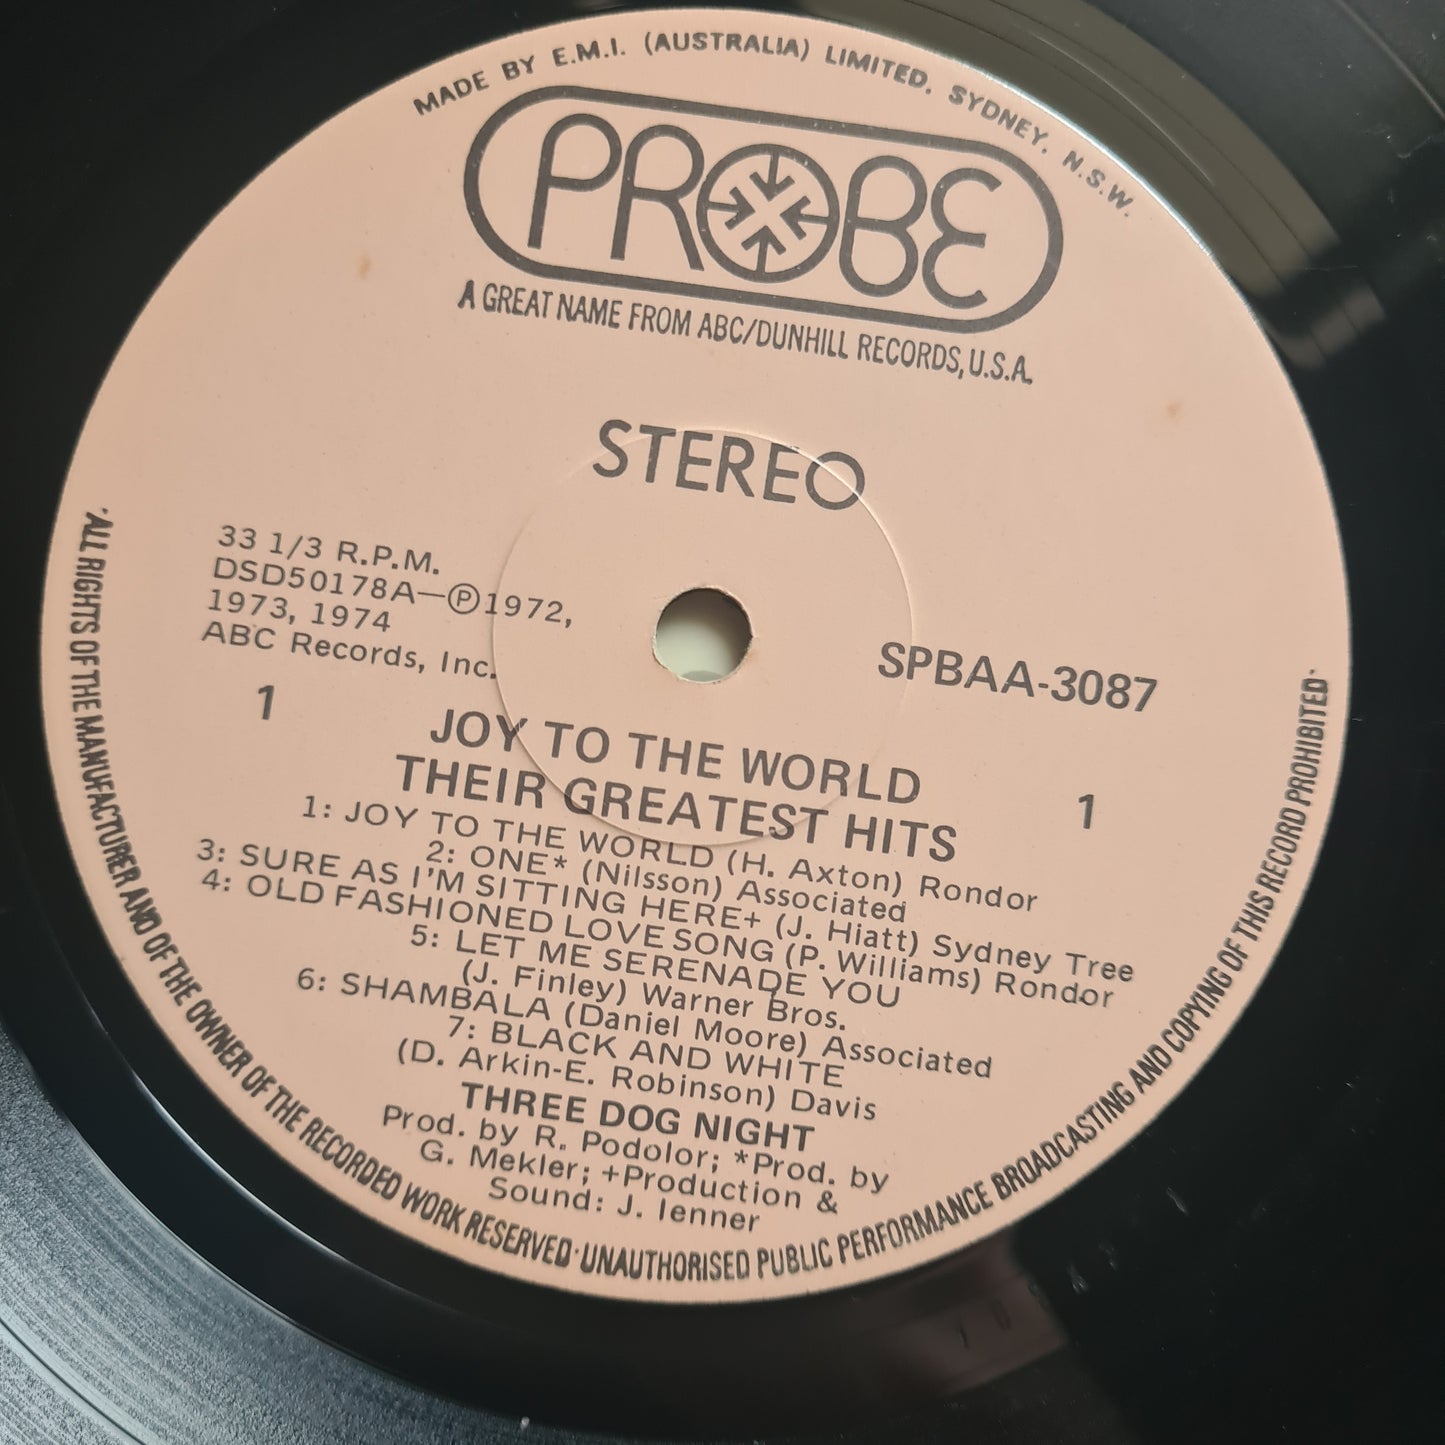 MADE BY E.M.I. (AUSTRALIA) LIMITED. SYDNEY. N.S.W.
PROBE
A GREAT NAME FROM ABC/DUNHILL RECORDS, U.S.A.
STEREO
33 1/3 R.P.M.
DSD50178A—Ⓟ1972,
1973, 1974
ABC Records, Inc.
SPBAA-3087
1
1
JOY TO THE WORLD
THEIR GREATEST HITS
1: JOY TO THE WORLD (H. Axton) Rondor
2: ONE* (Nilsson) Associated
3: SURE AS I'M SITTING HERE+ (J. Hiatt) Sydney Tree
4: OLD FASHIONED LOVE SONG (P. Williams) Rondor
5: LET ME SERENADE YOU
(J. Finley) Warner Bros.
6: SHAMBALA (Daniel Moore) Associated
7: BLACK AND WHITE
(D. Arkin-E. Robinson) Davis
THREE DOG NIGHT
Prod. by R. Podolor; *Prod. by
G. Mekler; +Production &
Sound: J. Ienner
·ALL RIGHTS OF THE MANUFACTURER AND OF THE OWNER OF THE RECORDED WORK RESERVED·UNAUTHORISED PUBLIC PERFORMANCE BROADCASTING AND COPYING OF THIS RECORD PROHIBITED·